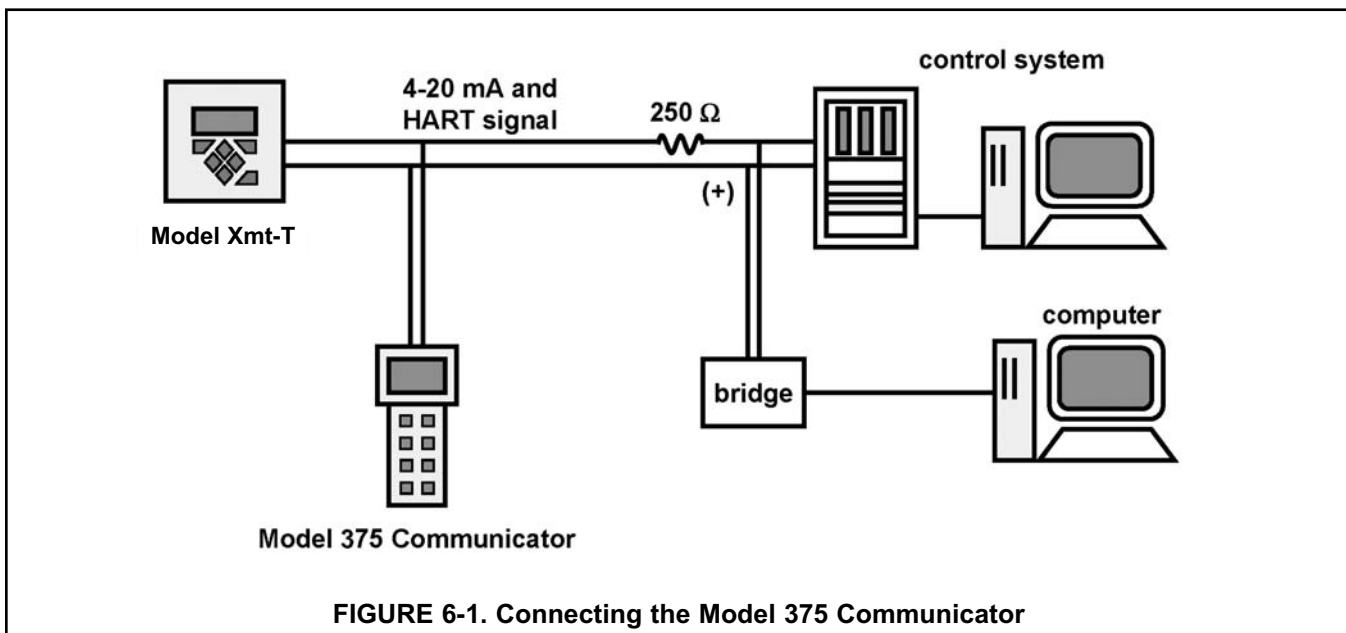 control system
4-20 mA and
HART signal
250 Ω
(+)
Model Xmt-T
computer
bridge
Model 375 Communicator
FIGURE 6-1. Connecting the Model 375 Communicator